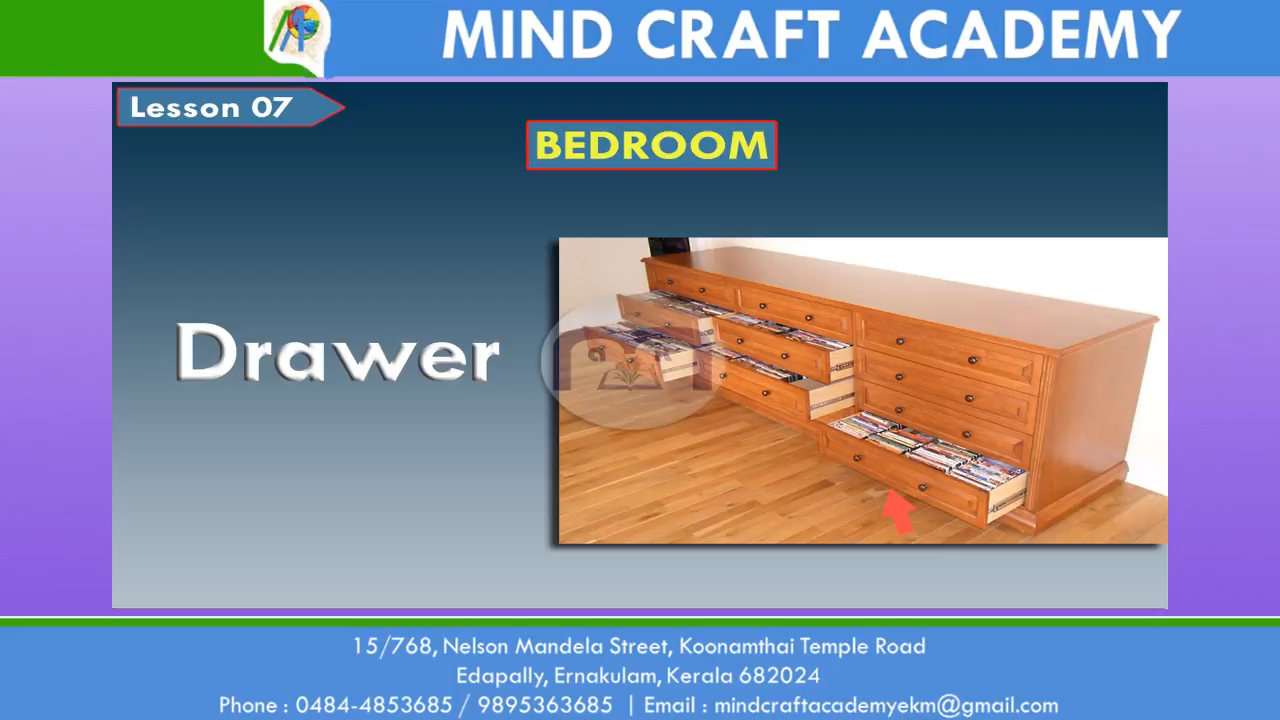 MIND CRAFT ACADEMY
Lesson 07
BEDROOM
Drawer
15/768, Nelson Mandela Street, Koonamthai Temple Road
Edapally, Ernakulam, Kerala 682024
Phone : 0484-4853685 / 9895363685 | Email : mindcraftacademyekm@gmail.com